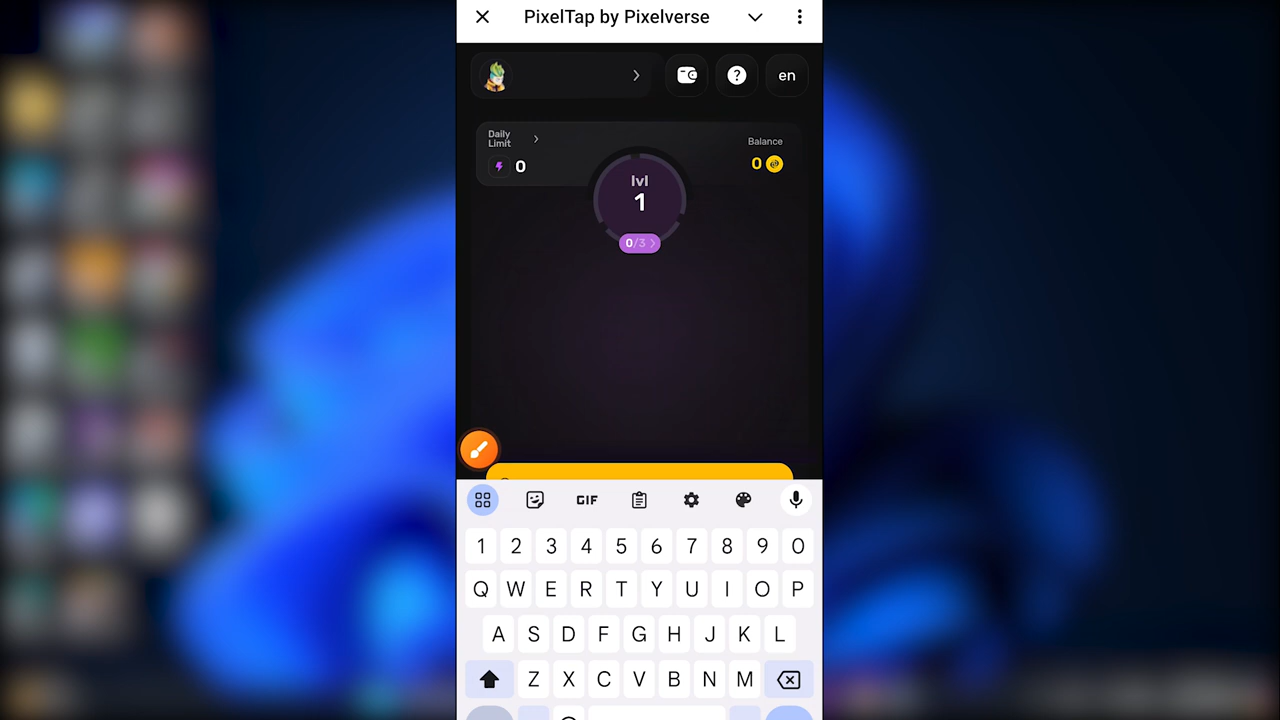 PixelTap by Pixelverse
en
Daily
Limit
0
Balance
0
lvl
1
0/3
GIF
1 2 3 4 5 6 7 8 9 0
Q W E R T Y U I O P
A S D F G H J K L
Z X C V B N M